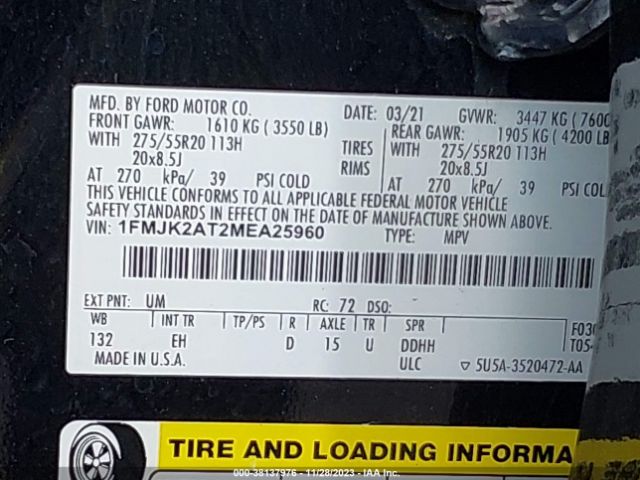 MFD. BY FORD MOTOR CO. DATE: 03/21 GVWR: 3447 KG ( 7600
FRONT GAWR: 1610 KG ( 3550 LB) REAR GAWR: 1905 KG ( 4200 LB
WITH 275/55R20 113H TIRES WITH 275/55R20 113H
20x8.5J RIMS 20x8.5J
AT 270 kPa/ 39 PSI COLD AT 270 kPa/ 39 PSI COLD
THIS VEHICLE CONFORMS TO ALL APPLICABLE FEDERAL MOTOR VEHICLE
SAFETY STANDARDS IN EFFECT ON THE DATE OF MANUFACTURE SHOWN ABOVE.
VIN: 1FMJK2AT2MEA25960 TYPE: MPV
EXT PNT: UM RC: 72 DSO:
WB INT TR TP/PS R AXLE TR SPR
132 EH D 15 U DDHH
MADE IN U.S.A. ULC ▽ 5U5A-3520472-AA
TIRE AND LOADING INFORMA
000-38137976 - 11/28/2023 - IAA Inc.